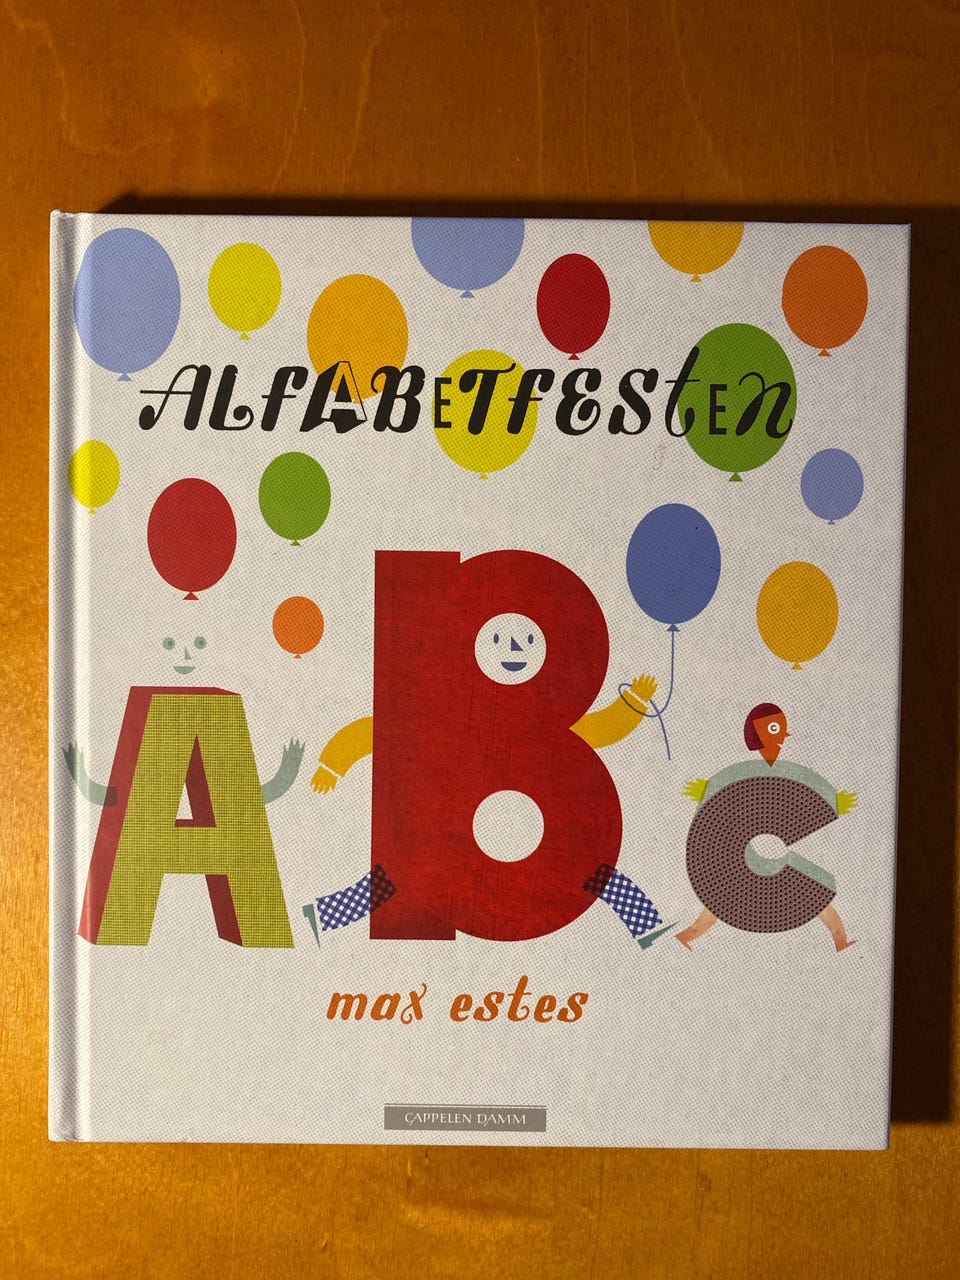 ALfABETfEStEn
ABC
max estes
CAPPELEN DAMM